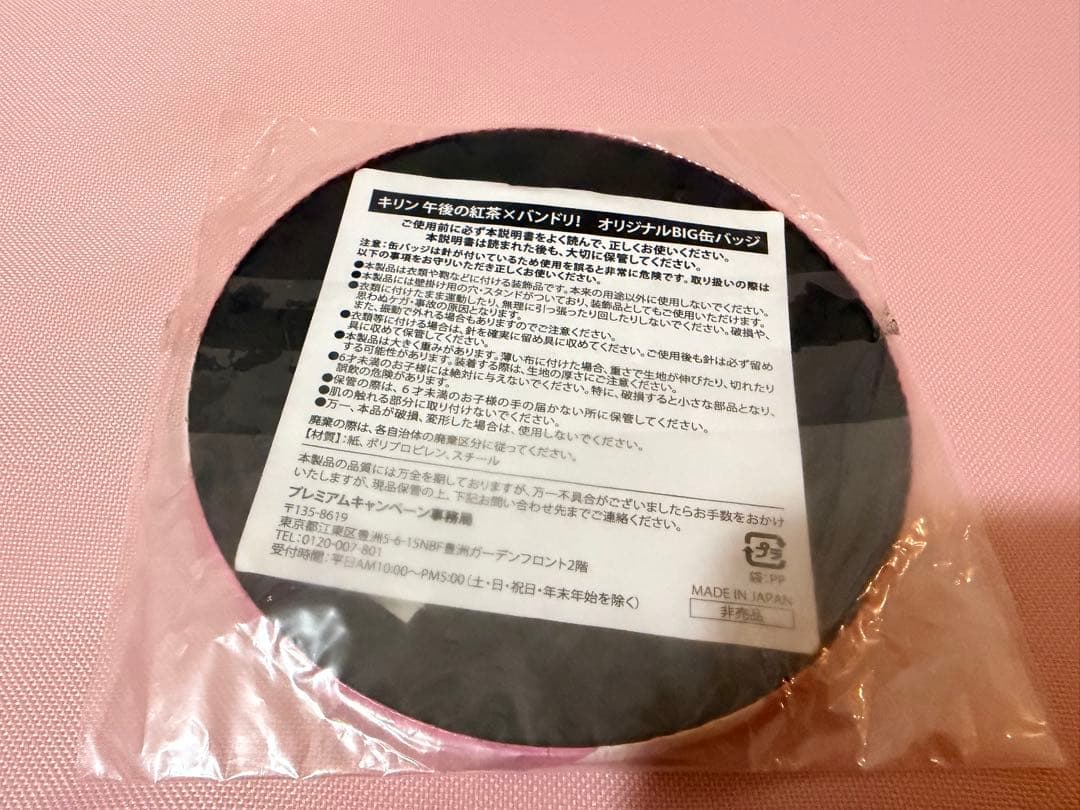 キリン 午後の紅茶×バンドリ！ オリジナルBIG缶バッジ
ご使用前に必ず本説明書をよく読んで、正しくお使いください。
本説明書は読まれた後も、大切に保管してください。
注意：缶バッジは針が付いているため使用を誤ると非常に危険です。取り扱いの際は
以下の事項をお守りいただき正しくお使いください。
●本製品は衣類や鞄などに付ける装飾品です。本来の用途以外に使用しないでください。
●本製品には壁掛け用の穴・スタンドがついており、装飾品としてもご使用いただけます。
●衣類に付けたまま運動したり、無理に引っ張ったり回したりしないでください。破損や、
思わぬケガ・事故の原因となります。
また、振動で外れる場合もありますのでご注意ください。
●衣類等に付ける場合は、針を確実に留め具に収めてください。ご使用後も針は必ず留め
具に収めて保管してください。
●本製品は大きく重みがあります。薄い布に付けた場合、重さで生地が伸びたり、切れたり
する可能性があります。装着する際は、生地の厚さにご注意ください。
●6才未満のお子様には絶対に与えないでください。特に、破損すると小さな部品となり、
誤飲の危険があります。
●保管の際は、6才未満のお子様の手の届かない所に保管してください。
●肌の触れる部分に取り付けないでください。
●万一、本品が破損、変形した場合は、使用しないでください。
廃棄の際は、各自治体の廃棄区分に従ってください。
【材質】：紙、ポリプロピレン、スチール
本製品の品質には万全を期しておりますが、万一不具合がございましたらお手数をおかけ
いたしますが、現品保管の上、下記お問い合わせ先までご連絡ください。
プレミアムキャンペーン事務局
〒135-8619
東京都江東区豊洲5-6-15NBF豊洲ガーデンフロント2階
TEL：0120-007-801
受付時間：平日AM10:00～PM5:00（土・日・祝日・年末年始を除く）
プラ
袋：PP
MADE IN JAPAN
非売品